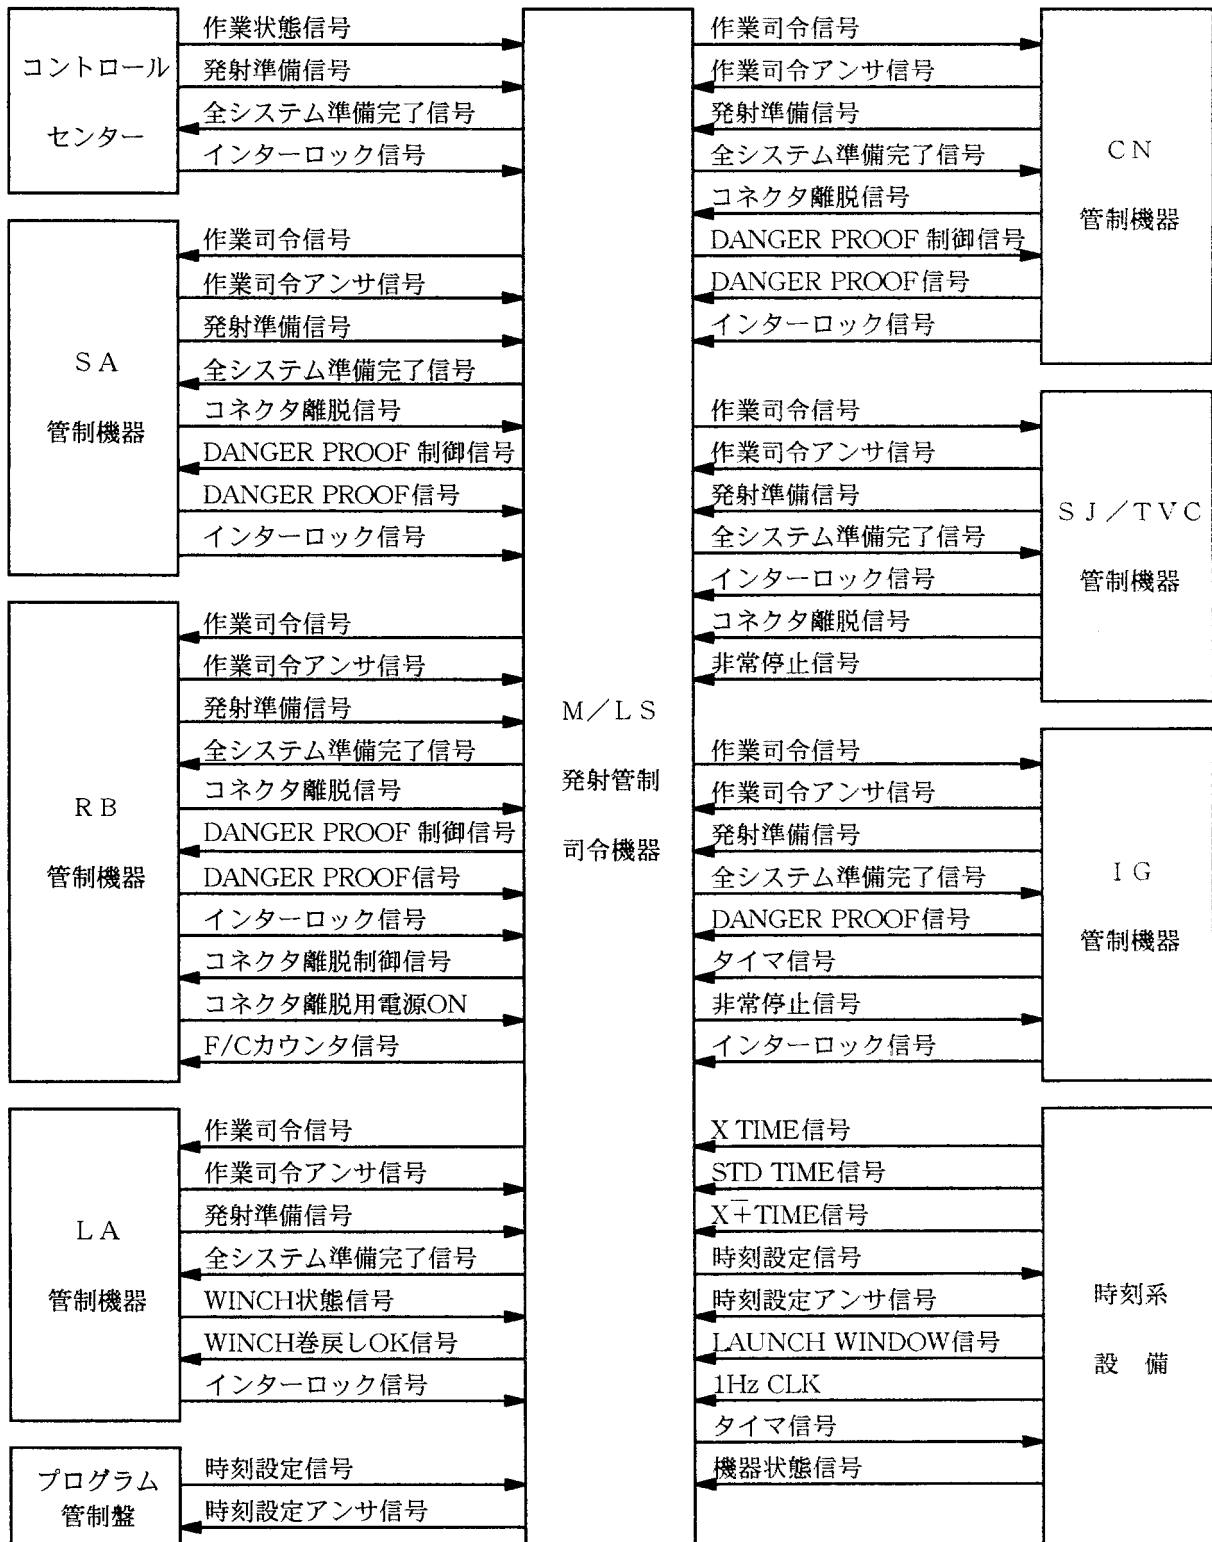 コントロール
センター
作業状態信号
発射準備信号
全システム準備完了信号
インターロック信号
SA
管制機器
作業司令信号
作業司令アンサ信号
発射準備信号
全システム準備完了信号
コネクタ離脱信号
DANGER PROOF 制御信号
DANGER PROOF信号
インターロック信号
RB
管制機器
作業司令信号
作業司令アンサ信号
発射準備信号
全システム準備完了信号
コネクタ離脱信号
DANGER PROOF 制御信号
DANGER PROOF信号
インターロック信号
コネクタ離脱制御信号
コネクタ離脱用電源ON
F/Cカウンタ信号
LA
管制機器
作業司令信号
作業司令アンサ信号
発射準備信号
全システム準備完了信号
WINCH状態信号
WINCH巻戻しOK信号
インターロック信号
プログラム
管制盤
時刻設定信号
時刻設定アンサ信号
M/LS
発射管制
司令機器
作業司令信号
作業司令アンサ信号
発射準備信号
全システム準備完了信号
コネクタ離脱信号
DANGER PROOF 制御信号
DANGER PROOF信号
インターロック信号
CN
管制機器
作業司令信号
作業司令アンサ信号
発射準備信号
全システム準備完了信号
インターロック信号
コネクタ離脱信号
非常停止信号
SJ/TVC
管制機器
作業司令信号
作業司令アンサ信号
発射準備信号
全システム準備完了信号
DANGER PROOF信号
タイマ信号
非常停止信号
インターロック信号
IG
管制機器
X TIME信号
STD TIME信号
X∓TIME信号
時刻設定信号
時刻設定アンサ信号
LAUNCH WINDOW信号
1Hz CLK
タイマ信号
機器状態信号
時刻系
設 備